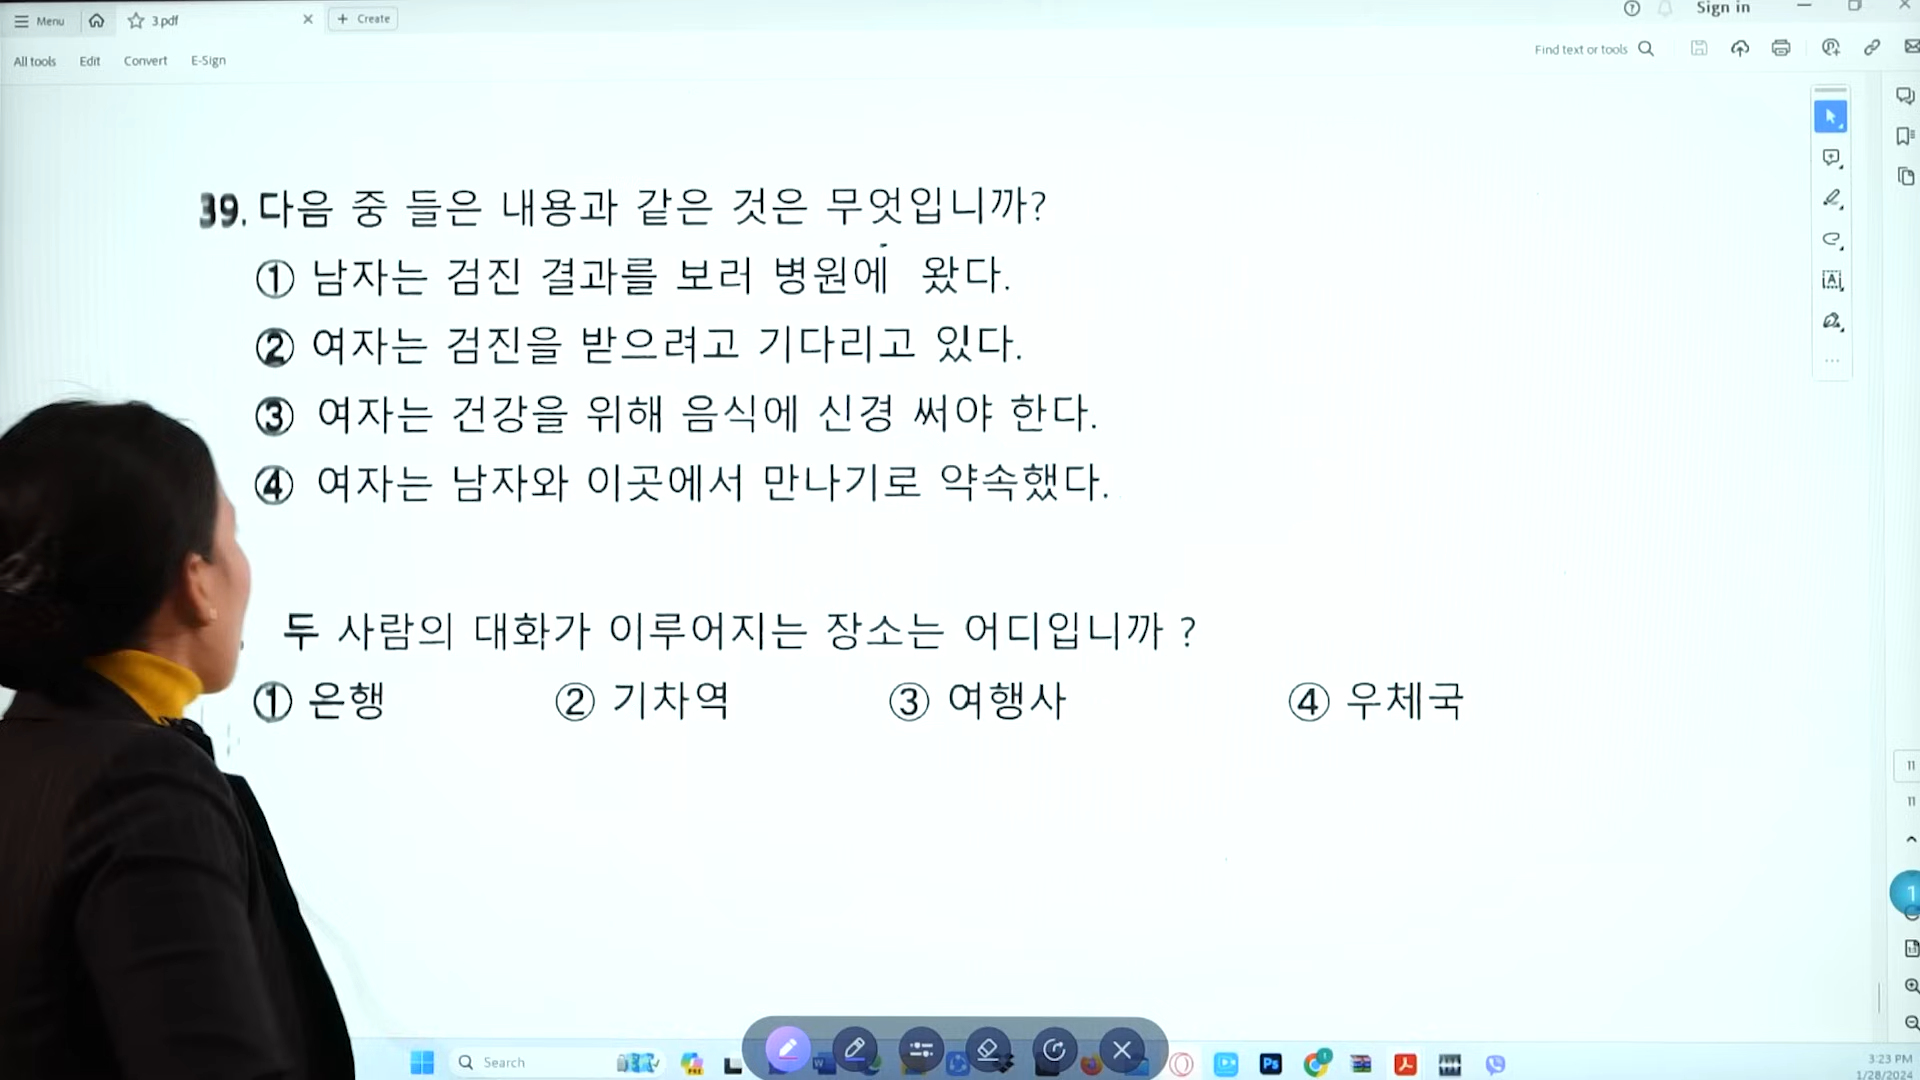 Menu
3.pdf
Create
Sign in
All tools
Edit
Convert
E-Sign
Find text or tools
39. 다음 중 들은 내용과 같은 것은 무엇입니까?
① 남자는 검진 결과를 보러 병원에 왔다.
② 여자는 검진을 받으려고 기다리고 있다.
③ 여자는 건강을 위해 음식에 신경 써야 한다.
④ 여자는 남자와 이곳에서 만나기로 약속했다.
두 사람의 대화가 이루어지는 장소는 어디입니까 ?
① 은행 ② 기차역 ③ 여행사 ④ 우체국
11
11
1
Search
3:23 PM
1/28/2024